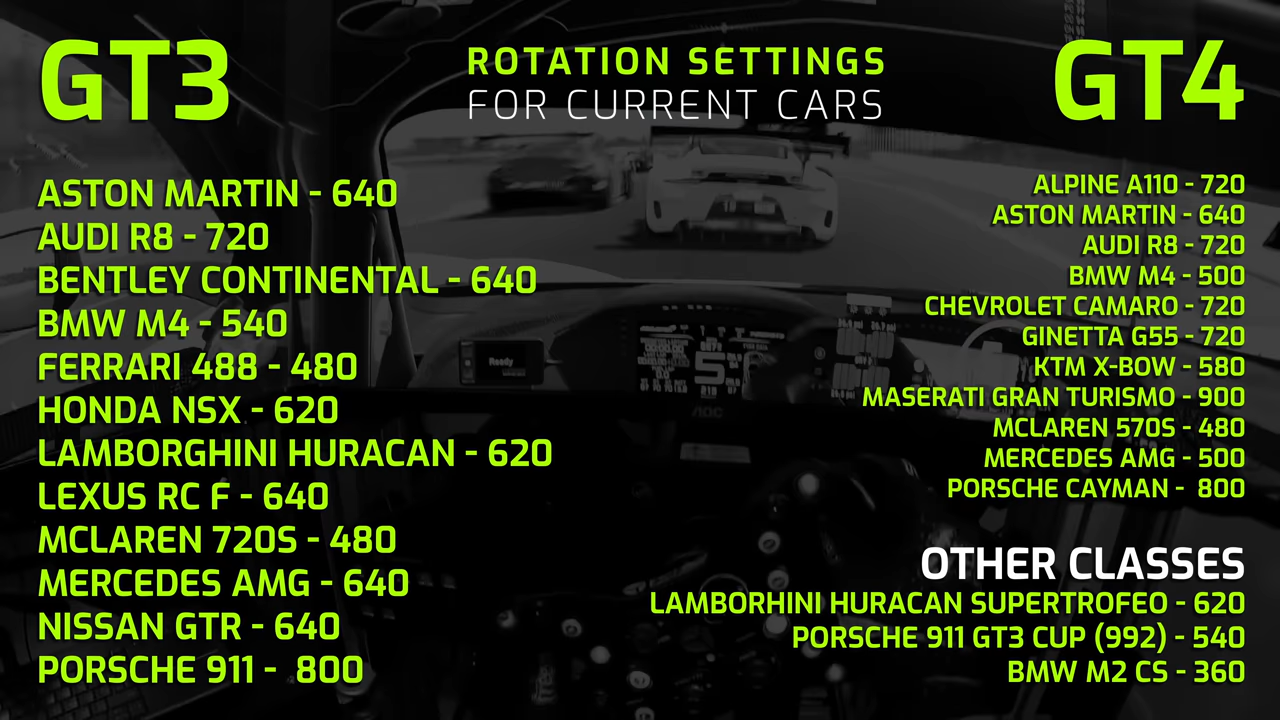 GT3
ROTATION SETTINGS
FOR CURRENT CARS
GT4
ASTON MARTIN - 640
AUDI R8 - 720
BENTLEY CONTINENTAL - 640
BMW M4 - 540
FERRARI 488 - 480
HONDA NSX - 620
LAMBORGHINI HURACAN - 620
LEXUS RC F - 640
MCLAREN 720S - 480
MERCEDES AMG - 640
NISSAN GTR - 640
PORSCHE 911 - 800
ALPINE A110 - 720
ASTON MARTIN - 640
AUDI R8 - 720
BMW M4 - 500
CHEVROLET CAMARO - 720
GINETTA G55 - 720
KTM X-BOW - 580
MASERATI GRAN TURISMO - 900
MCLAREN 570S - 480
MERCEDES AMG - 500
PORSCHE CAYMAN - 800
OTHER CLASSES
LAMBORHINI HURACAN SUPERTROFEO - 620
PORSCHE 911 GT3 CUP (992) - 540
BMW M2 CS - 360
Ready
5
AOC